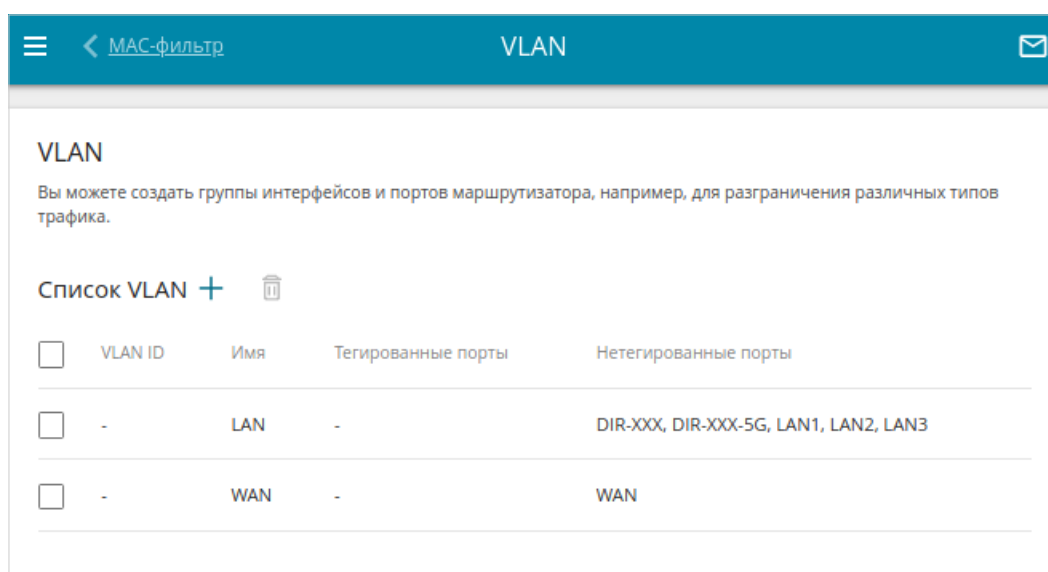 МАС-фильтр VLAN
VLAN
Вы можете создать группы интерфейсов и портов маршрутизатора, например, для разграничения различных типов
трафика.
Список VLAN
VLAN ID Имя Тегированные порты Нетегированные порты
- LAN - DIR-XXX, DIR-XXX-5G, LAN1, LAN2, LAN3
- WAN - WAN